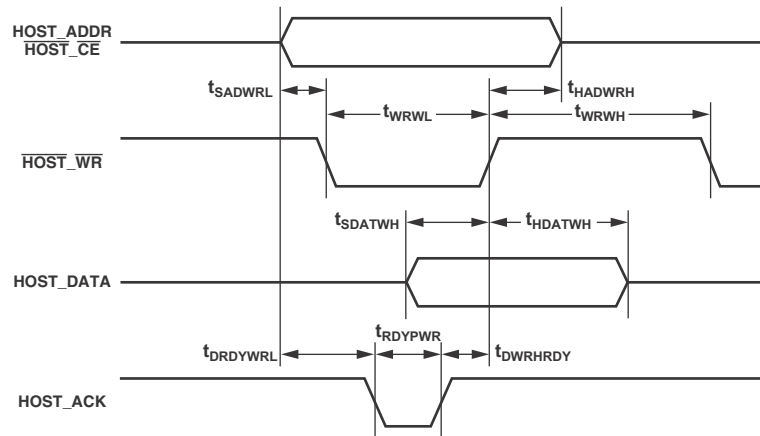 HOST_ADDR
HOST_CE
tSADWRL
tHADWRH
tWRWL
tWRWH
HOST_WR
tSDATWH
tHDATWH
HOST_DATA
tRDYPWR
tDRDYWRL
tDWRHRDY
HOST_ACK